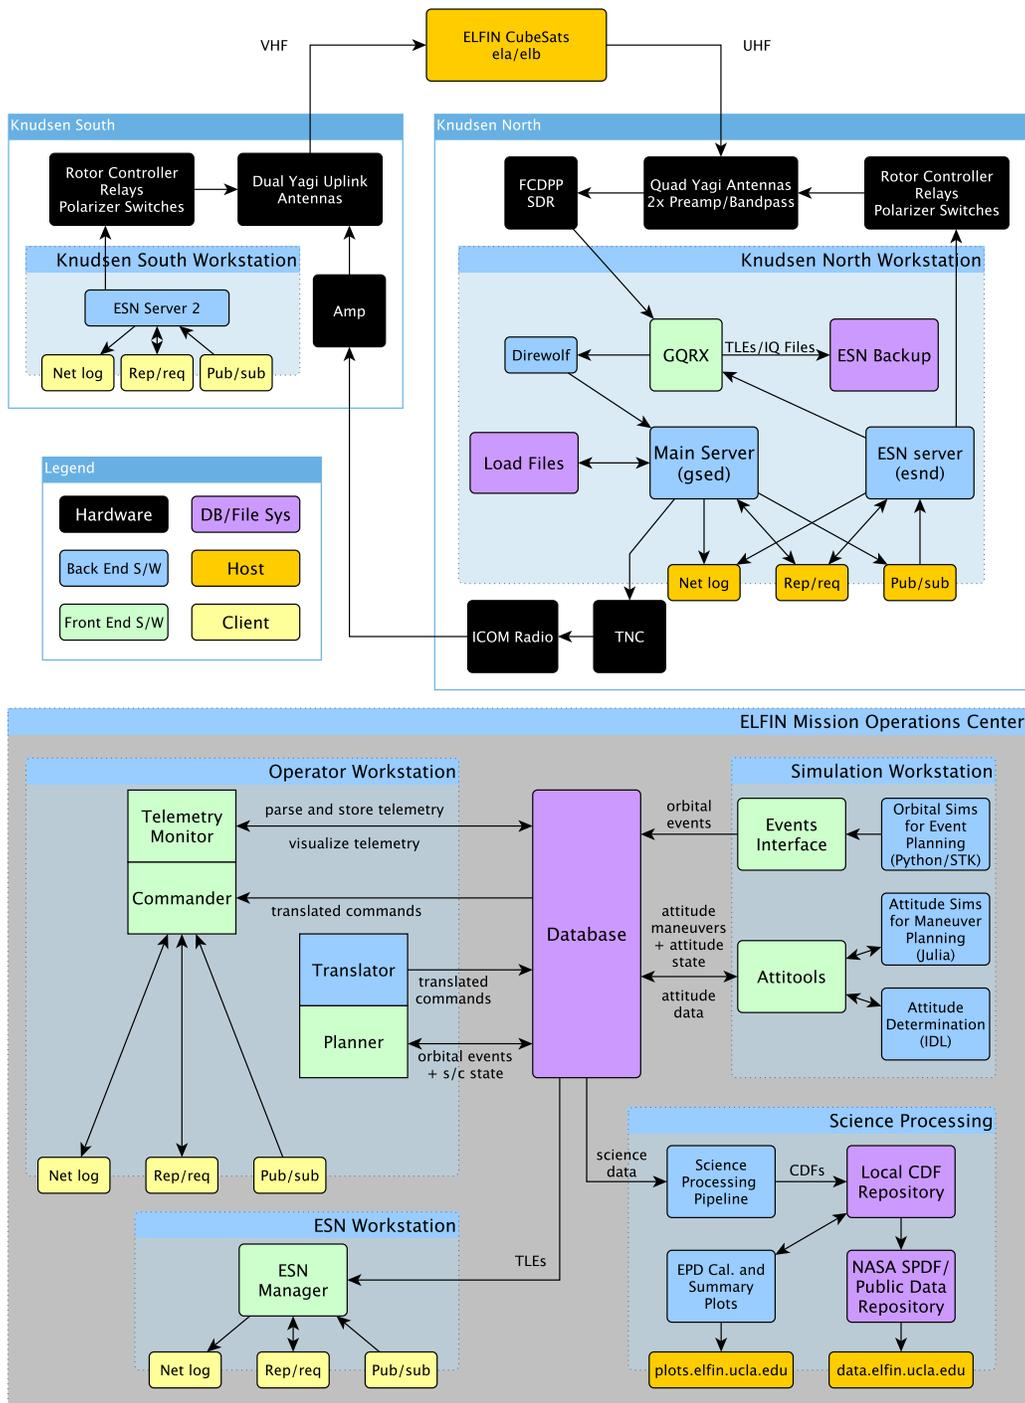 VHF
ELFIN CubeSats
ela/elb
UHF
Knudsen South
Rotor Controller
Relays
Polarizer Switches
Dual Yagi Uplink
Antennas
Knudsen South Workstation
ESN Server 2
Amp
Net log
Rep/req
Pub/sub
Knudsen North
FCDPP
SDR
Quad Yagi Antennas
2x Preamp/Bandpass
Rotor Controller
Relays
Polarizer Switches
Knudsen North Workstation
Direwolf
GQRX
TLEs/IQ Files
ESN Backup
Load Files
Main Server
(gsed)
ESN server
(esnd)
Net log
Rep/req
Pub/sub
ICOM Radio
TNC
Legend
Hardware
DB/File Sys
Back End S/W
Host
Front End S/W
Client
ELFIN Mission Operations Center
Operator Workstation
Telemetry
Monitor
Commander
parse and store telemetry
visualize telemetry
translated commands
Translator
translated
commands
Planner
orbital events
+ s/c state
Net log
Rep/req
Pub/sub
Database
Simulation Workstation
orbital
events
Events
Interface
Orbital Sims
for Event
Planning
(Python/STK)
attitude
maneuvers
+ attitude
state
attitude
data
Attitools
Attitude Sims
for Maneuver
Planning
(Julia)
Attitude
Determination
(IDL)
ESN Workstation
TLEs
ESN
Manager
Net log
Rep/req
Pub/sub
Science Processing
science
data
Science
Processing
Pipeline
CDFs
Local CDF
Repository
EPD Cal. and
Summary
Plots
NASA SPDF/
Public Data
Repository
plots.elfin.ucla.edu
data.elfin.ucla.edu